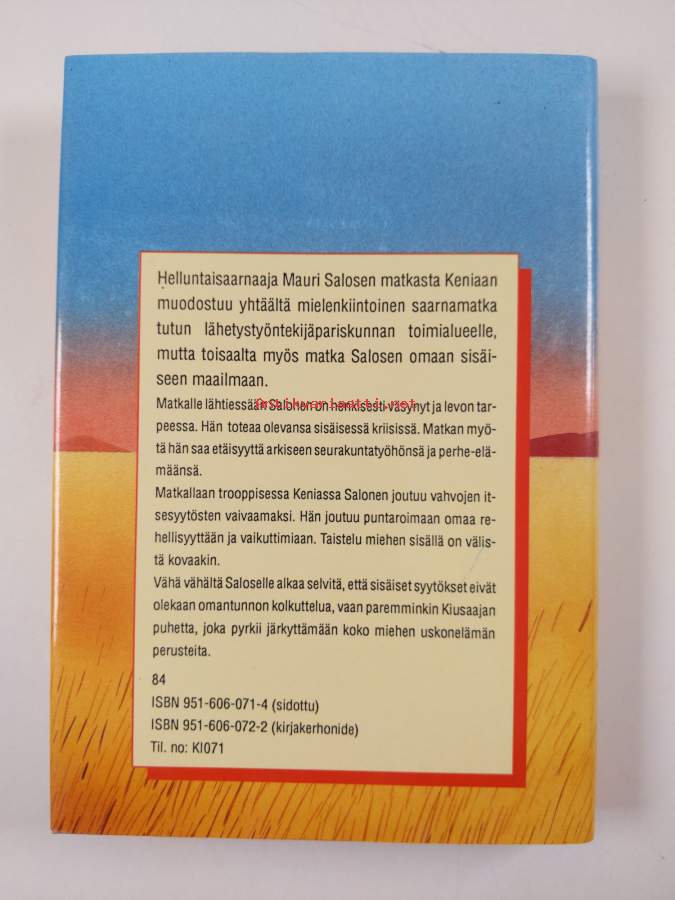 Helluntaisaarnaaja Mauri Salosen matkasta Keniaan
muodostuu yhtäältä mielenkiintoinen saarnamatka
tutun lähetystyöntekijäpariskunnan toimialueelle,
mutta toisaalta myös matka Salosen omaan sisäi-
seen maailmaan.
antikvariaatti.net
Matkalle lähtiessään Salonen on henkisesti väsynyt ja levon tar-
peessa. Hän toteaa olevansa sisäisessä kriisissä. Matkan myö-
tä hän saa etäisyyttä arkiseen seurakuntatyöhönsä ja perhe-elä-
määnsä.
Matkallaan trooppisessa Keniassa Salonen joutuu vahvojen it-
sesyytösten vaivaamaksi. Hän joutuu puntaroimaan omaa re-
hellisyyttään ja vaikuttimiaan. Taistelu miehen sisällä on välis-
tä kovaakin.
Vähä vähältä Saloselle alkaa selvitä, että sisäiset syytökset eivät
olekaan omantunnon kolkuttelua, vaan paremminkin Kiusaajan
puhetta, joka pyrkii järkyttämään koko miehen uskonelämän
perusteita.
84
ISBN 951-606-071-4 (sidottu)
ISBN 951-606-072-2 (kirjakerhonide)
Til. no: KI071